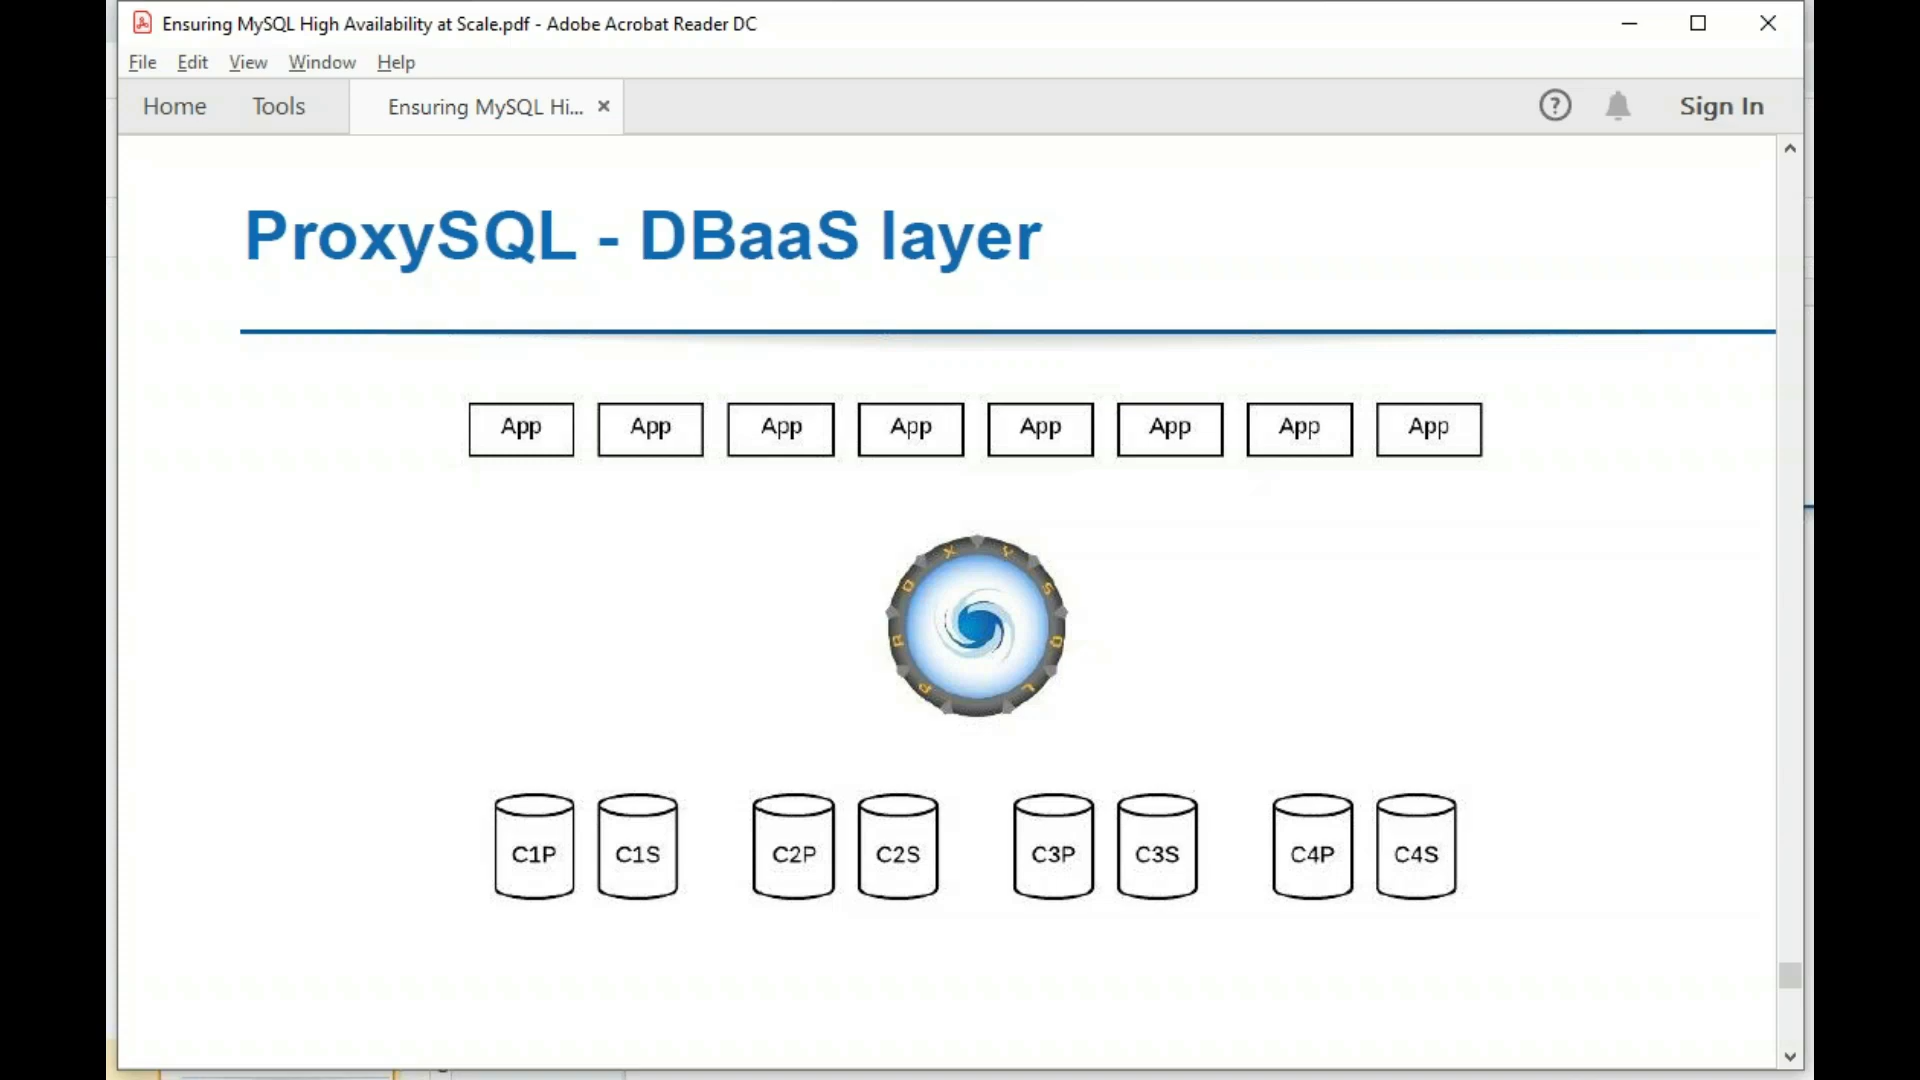 Ensuring MySQL High Availability at Scale.pdf - Adobe Acrobat Reader DC
File Edit View Window Help
Home Tools Ensuring MySQL Hi... Sign In
ProxySQL - DBaaS layer
App App App App App App App App
P R O X Y S Q L
C1P C1S C2P C2S C3P C3S C4P C4S